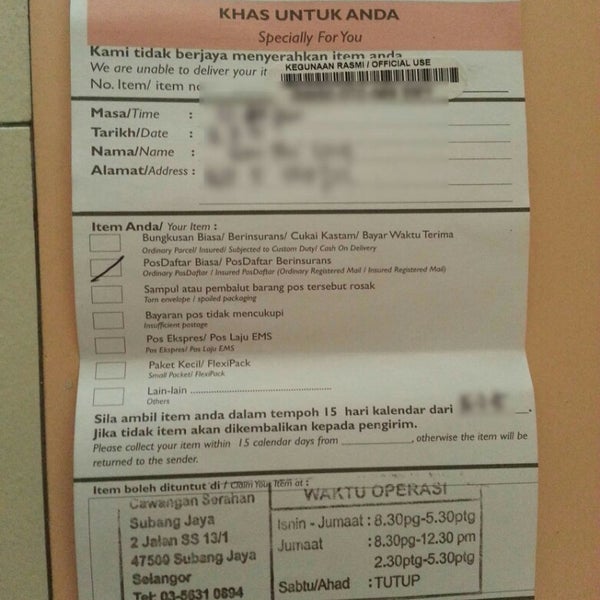 KHAS UNTUK ANDA
Specially For You
Kami tidak berjaya menyerahkan item anda
We are unable to deliver your it
KEGUNAAN RASMI / OFFICIAL USE
No. Item/ item no
Masa/Time :
Tarikh/Date :
Nama/Name :
Alamat/Address :
Item Anda/ Your Item :
Bungkusan Biasa/ Berinsurans/ Cukai Kastam/ Bayar Waktu Terima
Ordinary Parcel/ Insured/ Subjected to Custom Duty/ Cash On Delivery
PosDaftar Biasa/ PosDaftar Berinsurans
Ordinary PosDaftar / Insured PosDaftar (Ordinary Registered Mail / Insured Registered Mail)
Sampul atau pembalut barang pos tersebut rosak
Torn envelope / spoiled packaging
Bayaran pos tidak mencukupi
Insufficient postage
Pos Ekspres/ Pos Laju EMS
Pos Ekspres/ Pos Laju EMS
Paket Kecil/ FlexiPack
Small Packet/ FlexiPack
Lain-lain ..............................
Others
Sila ambil item anda dalam tempoh 15 hari kalendar dari
Jika tidak item akan dikembalikan kepada pengirim.
Please collect your item within 15 calendar days from ____________, otherwise the item will be
returned to the sender.
Item boleh dituntut di / Claim Your Item at :
Cawangan Serahan
Subang Jaya
2 Jalan SS 13/1
47500 Subang Jaya
Selangor
Tel: 03-5631 0894
WAKTU OPERASI
Isnin - Jumaat : 8.30pg-5.30ptg
Jumaat : 8.30pg-12.30 pm
2.30ptg-5.30ptg
Sabtu/Ahad : TUTUP